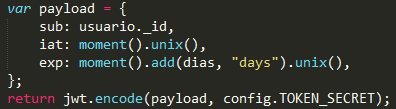 var payload = {
    sub: usuario._id,
    iat: moment().unix(),
    exp: moment().add(dias, "days").unix(),
};
return jwt.encode(payload, config.TOKEN_SECRET);